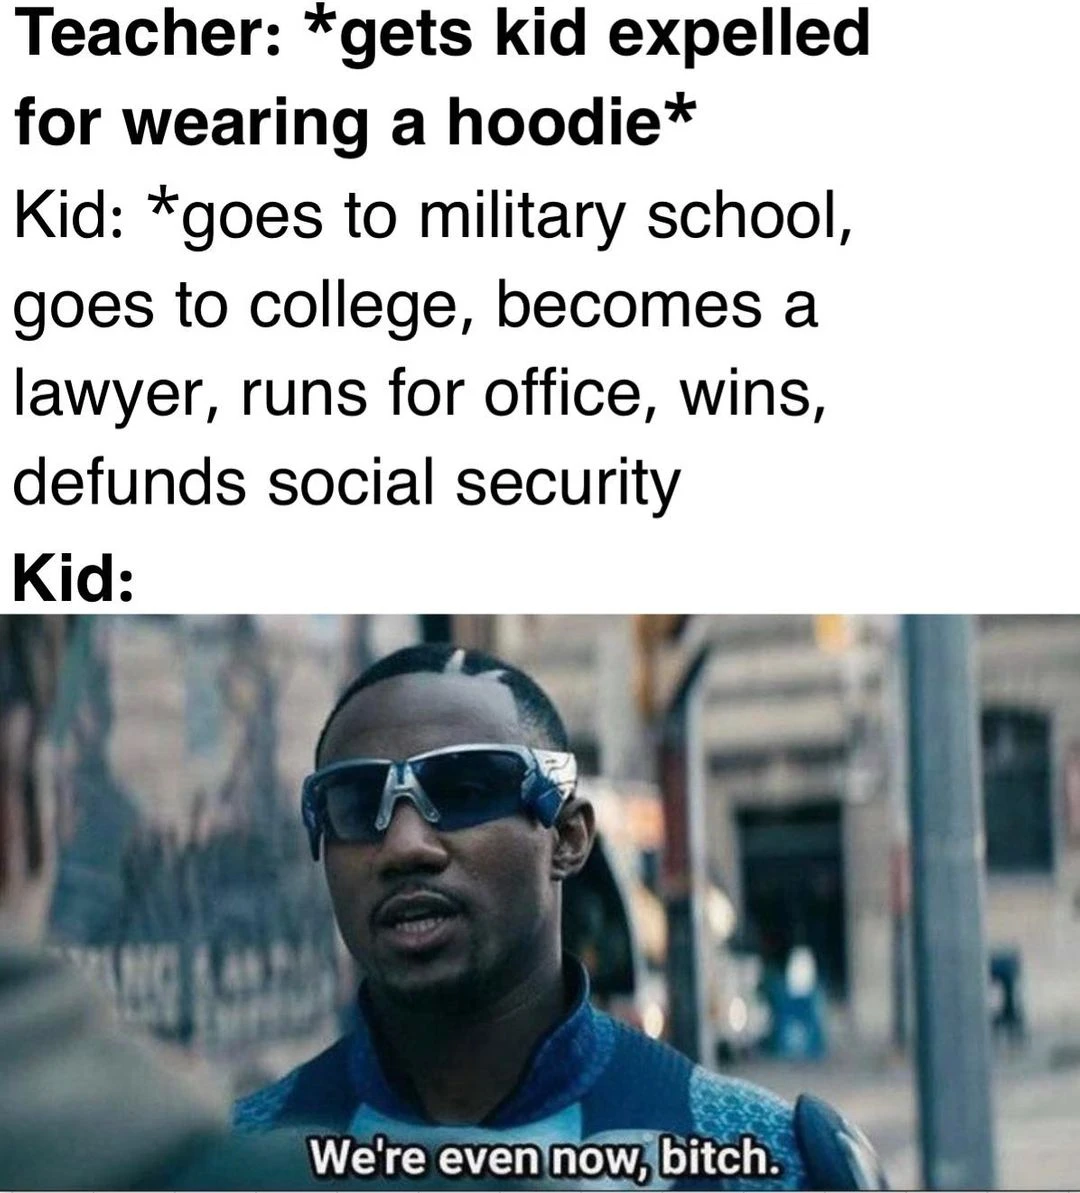 Teacher: *gets kid expelled
for wearing a hoodie*
Kid: *goes to military school,
goes to college, becomes a
lawyer, runs for office, wins,
defunds social security
Kid:
We're even now, bitch.